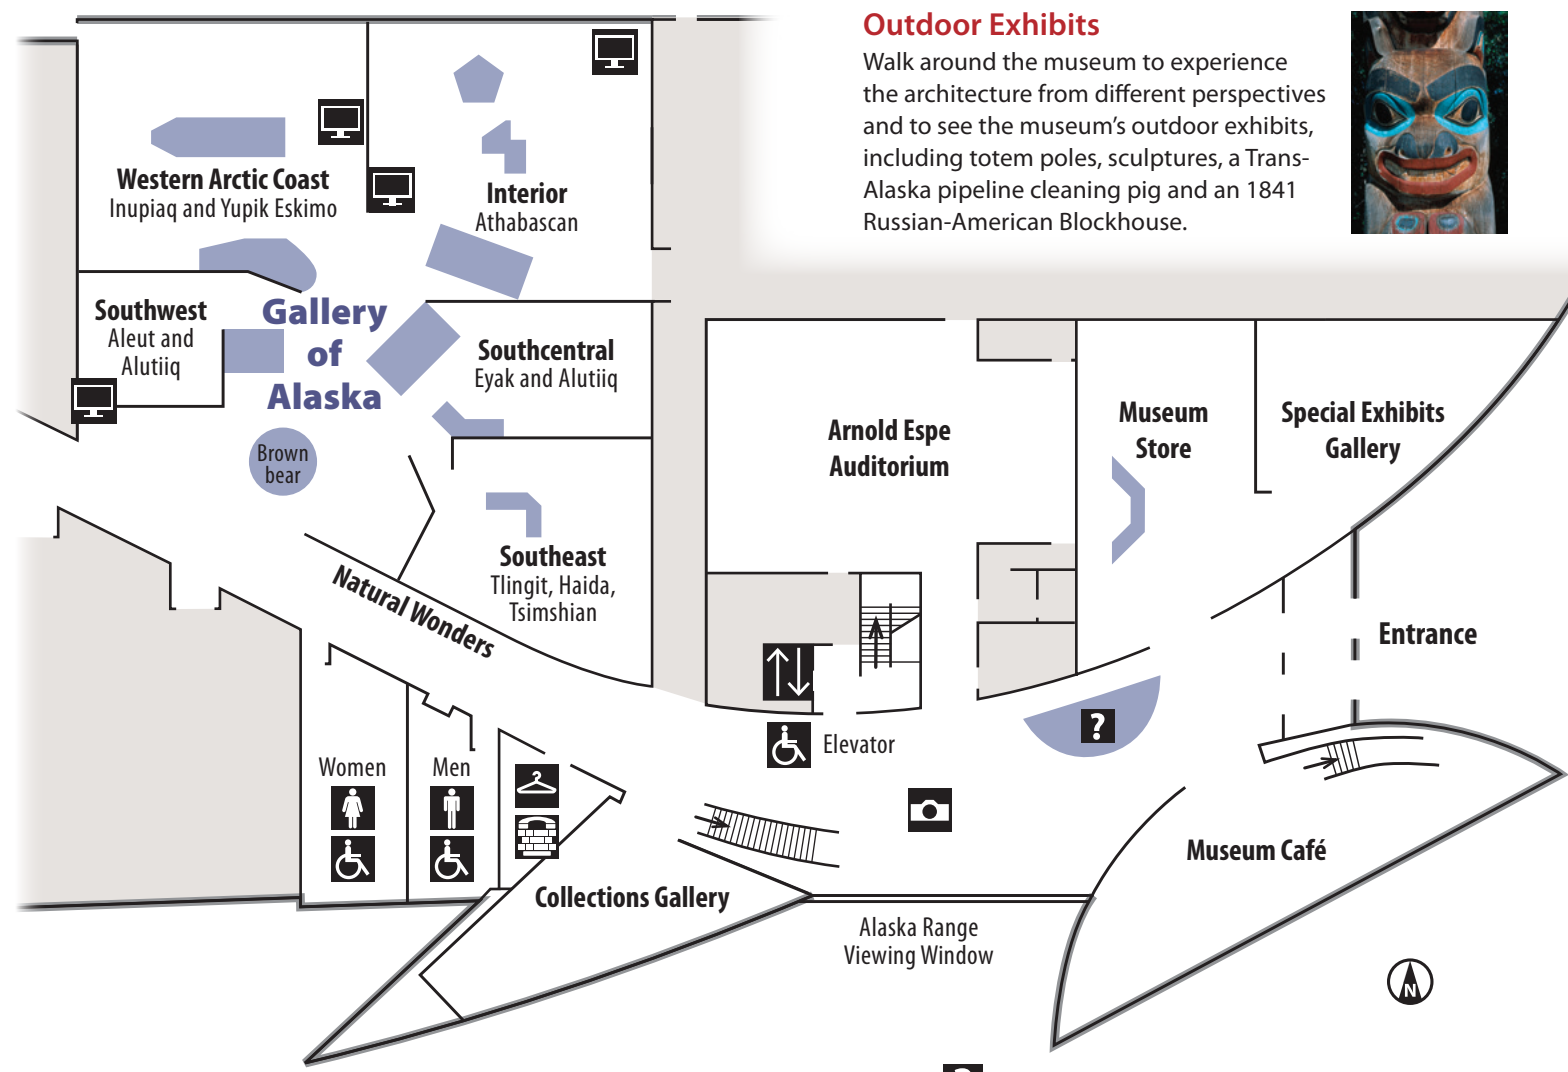 Outdoor Exhibits
Walk around the museum to experience
the architecture from different perspectives
and to see the museum’s outdoor exhibits,
including totem poles, sculptures, a Trans-
Alaska pipeline cleaning pig and an 1841
Russian-American Blockhouse.
Western Arctic Coast
Inupiaq and Yupik Eskimo
Interior
Athabascan
Southwest
Aleut and
Alutiiq
Gallery
of
Alaska
Southcentral
Eyak and Alutiiq
Brown
bear
Southeast
Tlingit, Haida,
Tsimshian
Natural Wonders
Arnold Espe
Auditorium
Museum
Store
Special Exhibits
Gallery
Entrance
?
Elevator
Women
Men
Collections Gallery
Museum Café
Alaska Range
Viewing Window
N